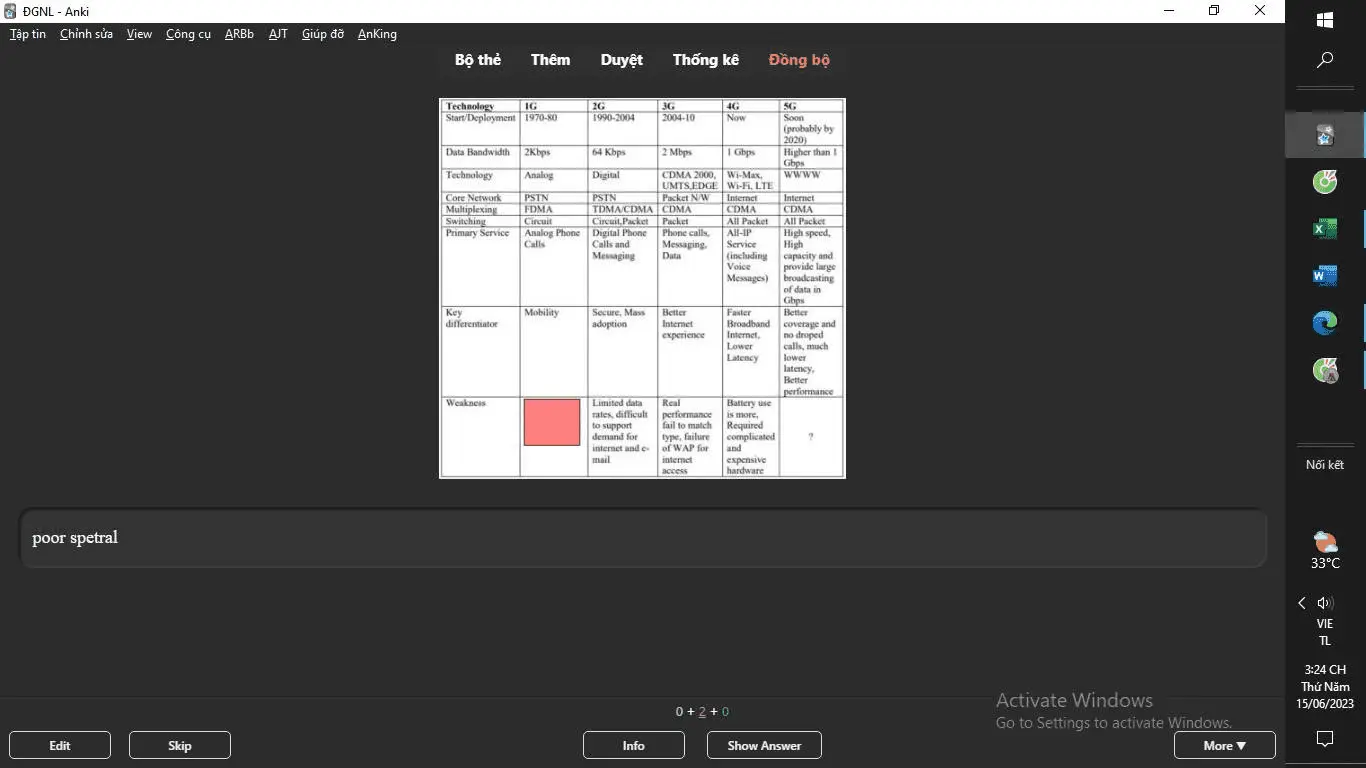 ĐGNL - Anki
Tập tin Chỉnh sửa View Công cụ ARBb AJT Giúp đỡ AnKing
Bộ thẻ Thêm Duyệt Thống kê Đồng bộ
Technology 1G 2G 3G 4G 5G
Start/Deployment 1970-80 1990-2004 2004-10 Now Soon
(probably by
2020)
Data Bandwidth 2Kbps 64 Kbps 2 Mbps 1 Gbps Higher than 1
Gbps
Technology Analog Digital CDMA 2000, Wi-Max, WWWW
UMTS,EDGE Wi-Fi, LTE
Core Network PSTN PSTN Packet N/W Internet Internet
Multiplexing FDMA TDMA/CDMA CDMA CDMA CDMA
Switching Circuit Circuit,Packet Packet All Packet All Packet
Primary Service Analog Phone Digital Phone Phone calls, All-IP High speed,
Calls Calls and Messaging, Service High
Messaging Data (including capacity and
Voice provide large
Messages) broadcasting
of data in
Gbps
Key Mobility Secure, Mass Better Faster Better
differentiator adoption Internet Broadband coverage and
experience Internet, no droped
Lower calls, much
Latency lower
latency,
Better
performance
Weakness Limited data Real Battery use
rates, difficult performance is more,
to support fail to match Required
demand for type, failure complicated ?
internet and e- of WAP for and
mail internet expensive
access hardware
poor spetral
0 + 2 + 0
Edit Skip Info Show Answer More ▼
Activate Windows
Go to Settings to activate Windows.
Nối kết
33°C
VIE
TL
3:24 CH
Thứ Năm
15/06/2023